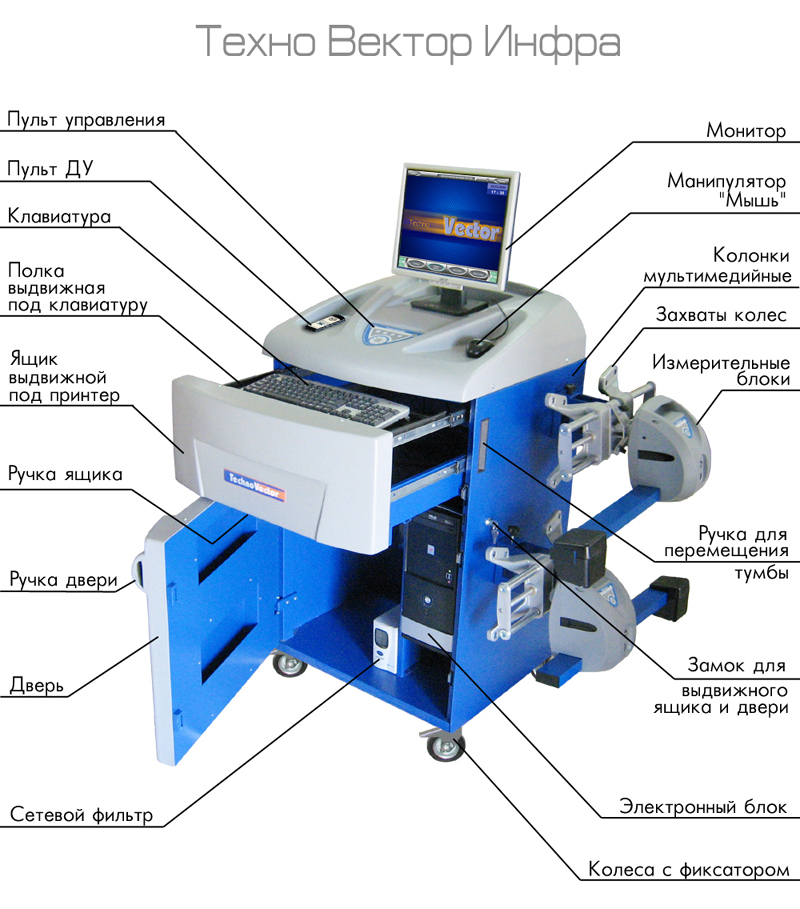 Техно Вектор Инфра
Пульт управления
Пульт ДУ
Клавиатура
Полка
выдвижная
под клавиатуру
Ящик
выдвижной
под принтер
Ручка ящика
Ручка двери
Дверь
Сетевой фильтр
Монитор
Манипулятор
"Мышь"
Колонки
мультимедийные
Захваты колес
Измерительные
блоки
Ручка для
перемещения
тумбы
Замок для
выдвижного
ящика и двери
Электронный блок
Колеса с фиксатором
Techno Vector
TechnoVector